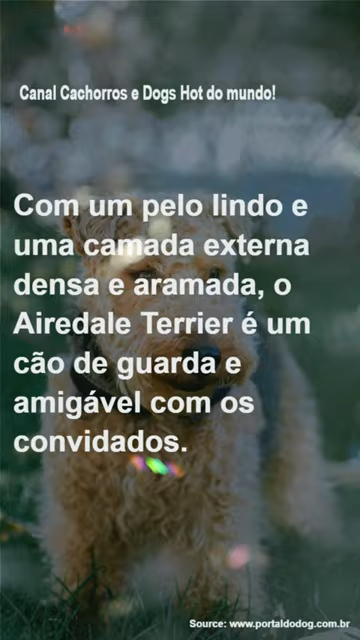 Canal Cachorros e Dogs Hot do mundo!
Com um pelo lindo e
uma camada externa
densa e aramada, o
Airedale Terrier é um
cão de guarda e
amigável com os
convidados.
Source: www.portaldodog.com.br